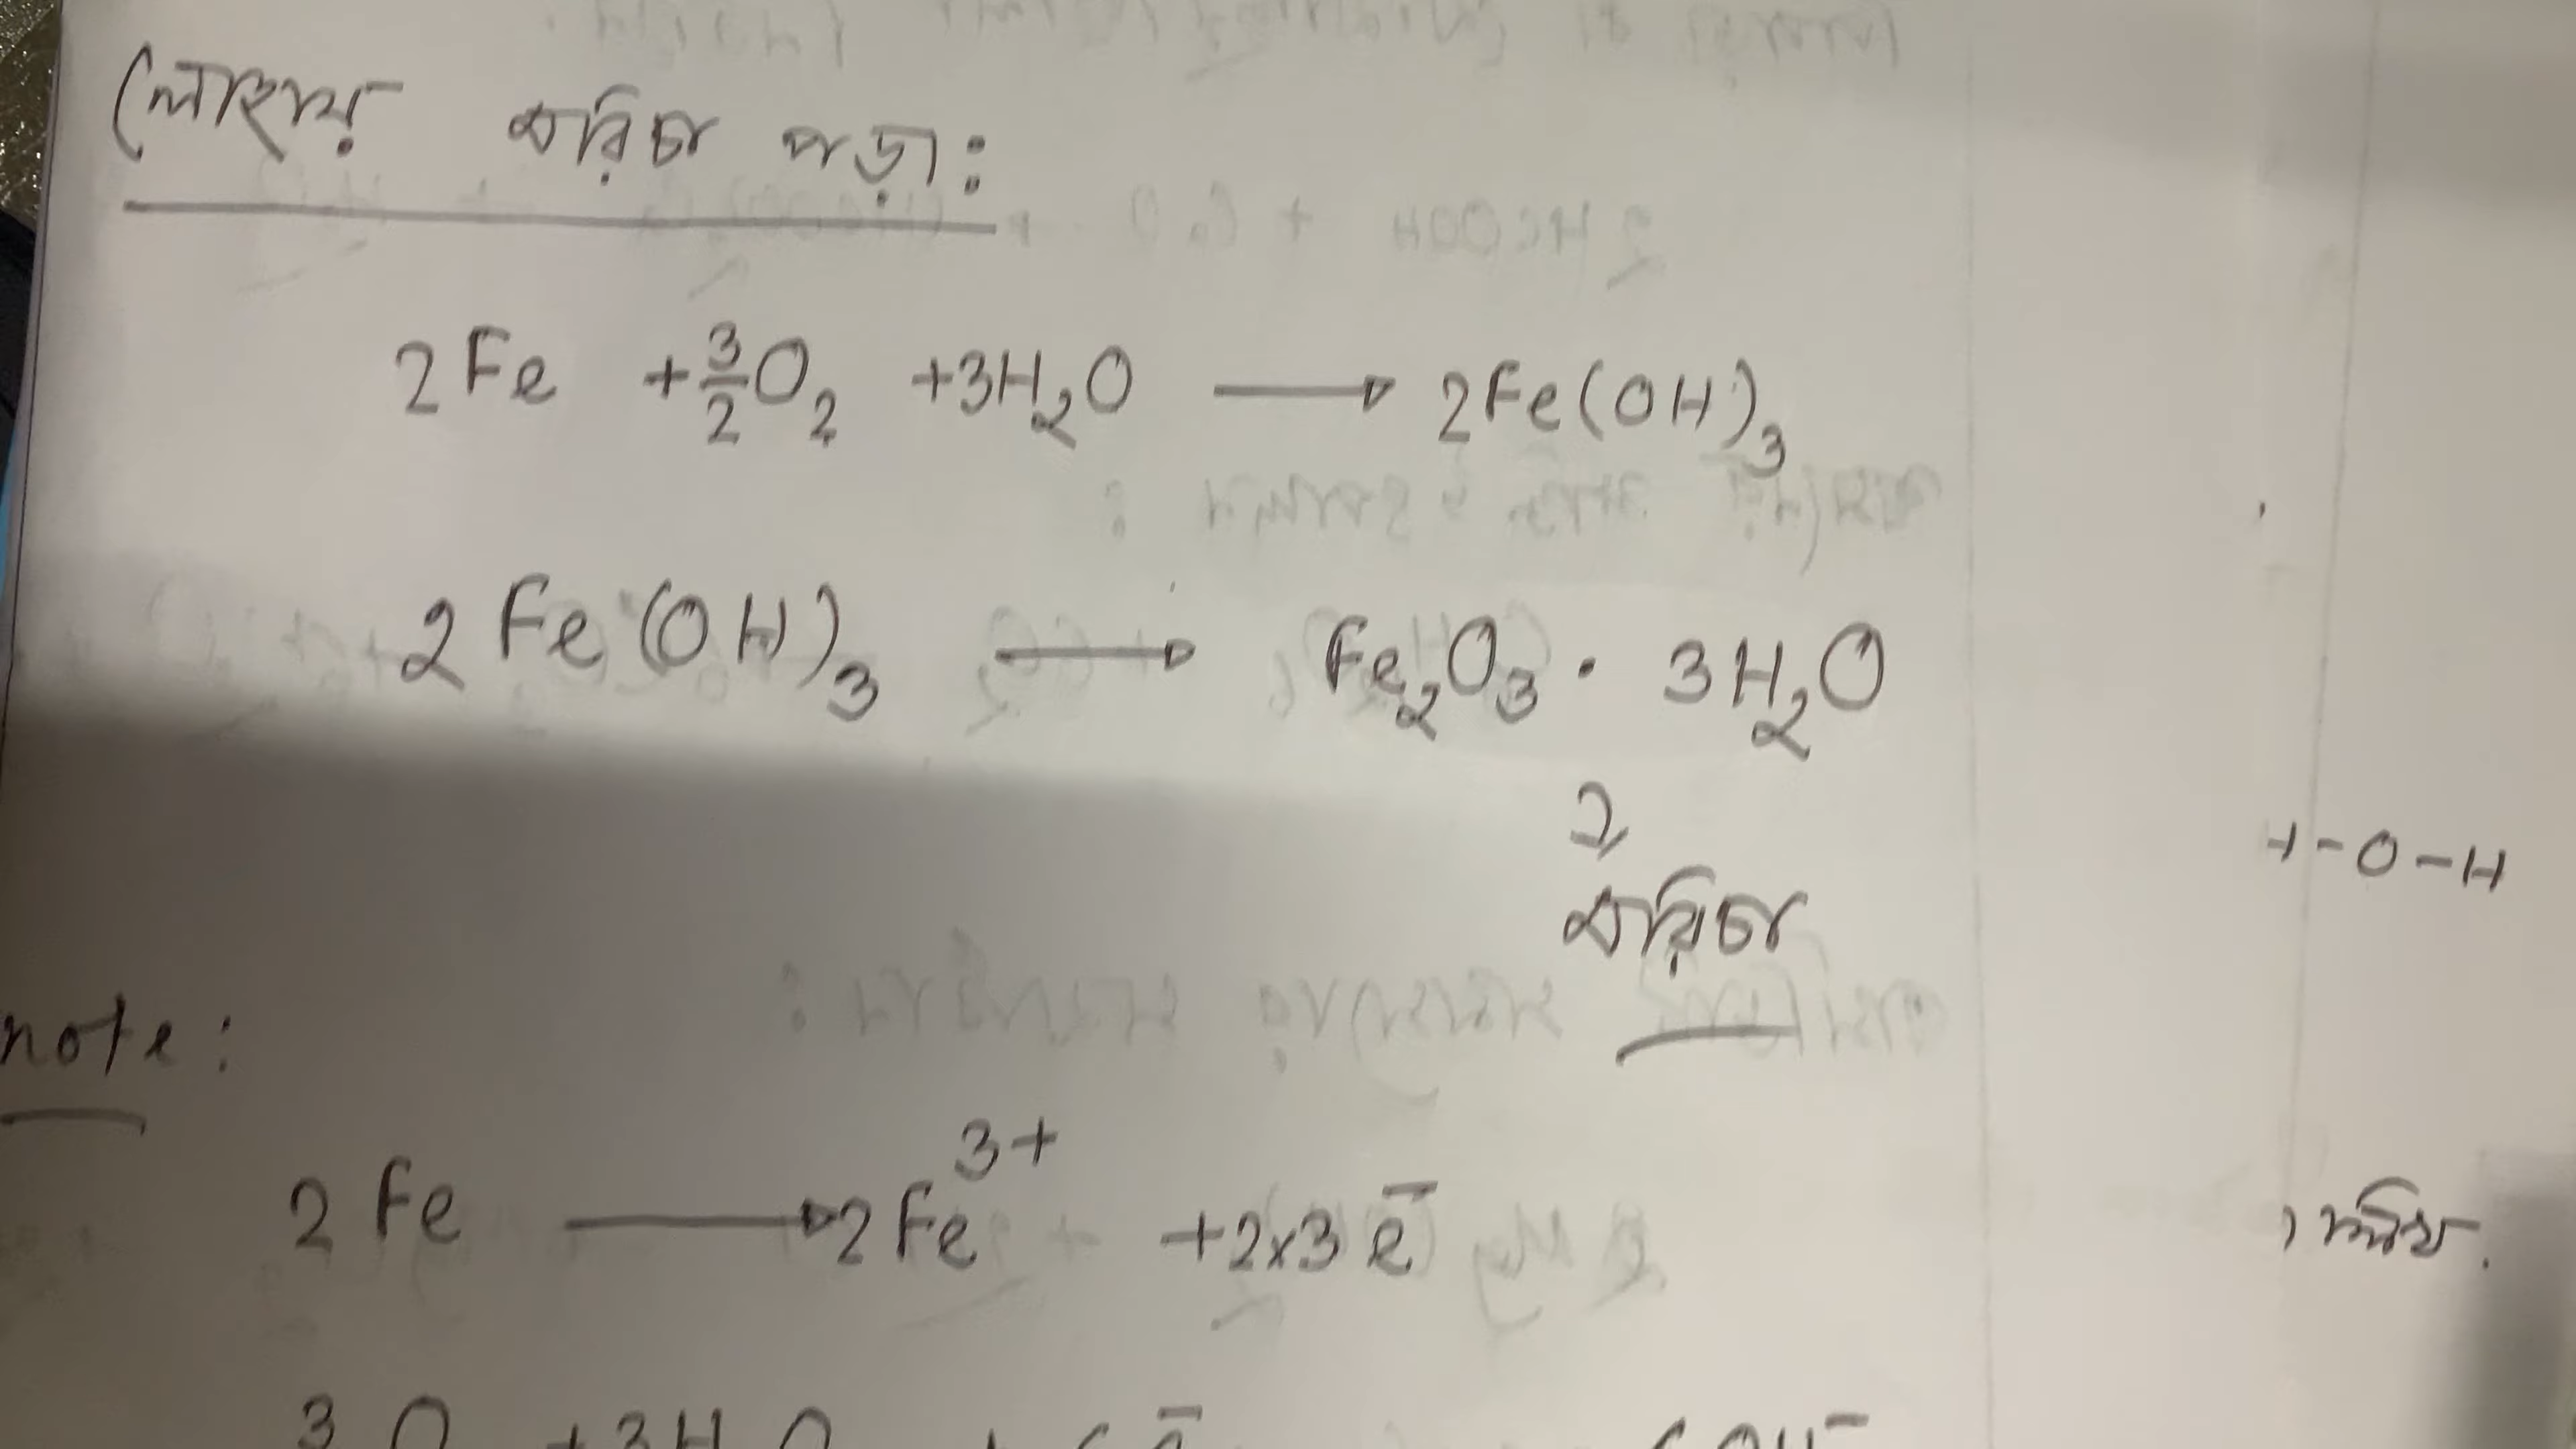 লোহায় মরিচা পড়া:
2Fe + 3/2 O₂ + 3H₂O → 2Fe(OH)₃
2Fe(OH)₃ → Fe₂O₃ · 3H₂O
মরিচা
-O-H
note:
2Fe → 2Fe³⁺ + 2×3e⁻